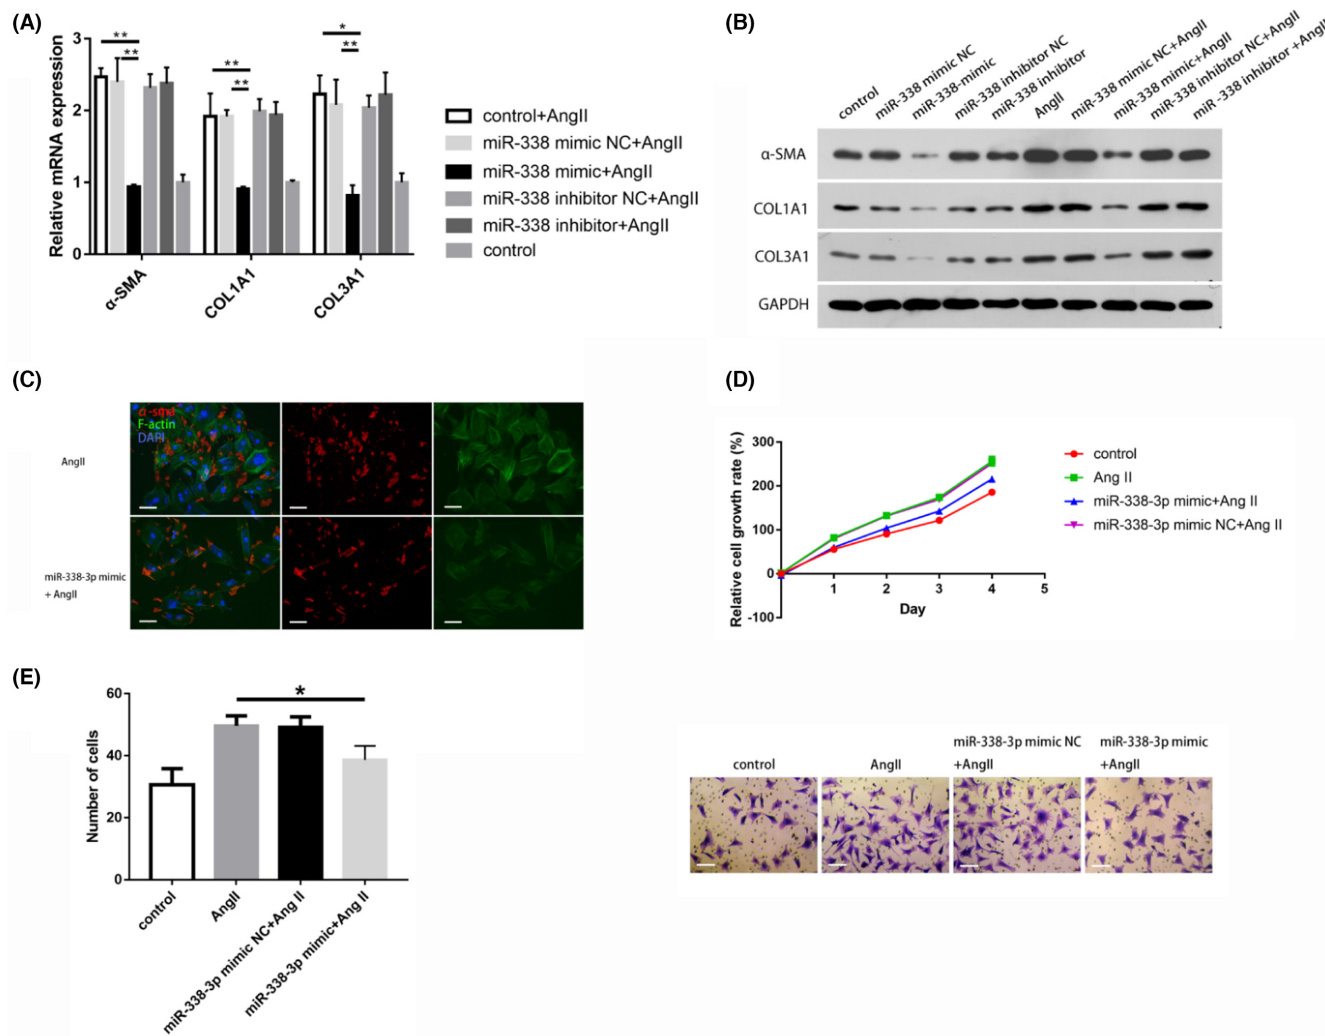 (A)
Relative mRNA expression
3
2
1
0
**
**
**
**
*
**
α-SMA
COL1A1
COL3A1
control+AngII
miR-338 mimic NC+AngII
miR-338 mimic+AngII
miR-338 inhibitor NC+AngII
miR-338 inhibitor+AngII
control
(B)
control
miR-338 mimic NC
miR-338-mimic
miR-338 inhibitor NC
miR-338 inhibitor
AngII
miR-338 mimic NC+AngII
miR-338 mimic+AngII
miR-338 inhibitor NC+AngII
miR -338 inhibitor +AngII
α-SMA
COL1A1
COL3A1
GAPDH
(C)
α-sma
F-actin
DAPI
AngII
miR-338-3p mimic
+ AngII
(D)
Relative cell growth rate (%)
300
200
100
0
-100
1
2
3
4
5
Day
control
Ang II
miR-338-3p mimic+Ang II
miR-338-3p mimic NC+Ang II
(E)
Number of cells
60
40
20
0
*
control
AngII
miR-338-3p mimic NC+Ang II
miR-338-3p mimic+Ang II
control
AngII
miR-338-3p mimic NC
+AngII
miR-338-3p mimic
+AngII